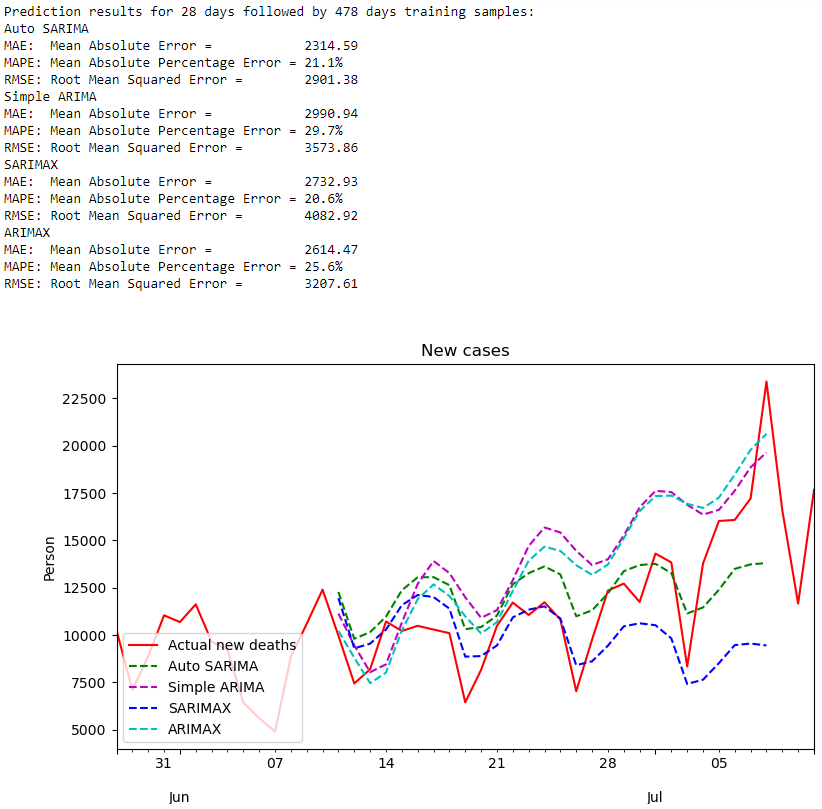 Prediction results for 28 days followed by 478 days training samples:
Auto SARIMA
MAE:  Mean Absolute Error =            2314.59
MAPE: Mean Absolute Percentage Error = 21.1%
RMSE: Root Mean Squared Error =        2901.38
Simple ARIMA
MAE:  Mean Absolute Error =            2990.94
MAPE: Mean Absolute Percentage Error = 29.7%
RMSE: Root Mean Squared Error =        3573.86
SARIMAX
MAE:  Mean Absolute Error =            2732.93
MAPE: Mean Absolute Percentage Error = 20.6%
RMSE: Root Mean Squared Error =        4082.92
ARIMAX
MAE:  Mean Absolute Error =            2614.47
MAPE: Mean Absolute Percentage Error = 25.6%
RMSE: Root Mean Squared Error =        3207.61
New cases
22500
20000
17500
15000
12500
10000
7500
5000
Person
Actual new deaths
Auto SARIMA
Simple ARIMA
SARIMAX
ARIMAX
31 07 14 21 28 05
Jun Jul